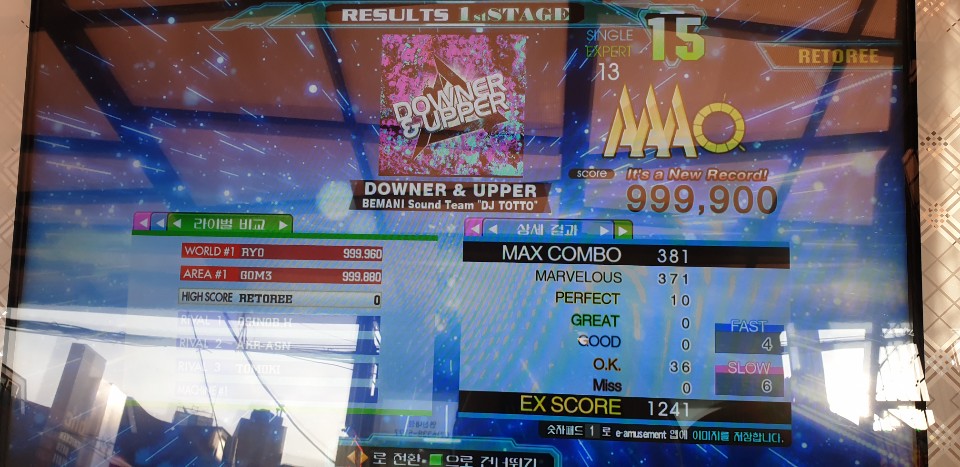 RESULTS 1stSTAGE
SINGLE
EXPERT
15
13
RETOREE
DOWNER
& UPPER
AAA
score
It's a New Record!
999,900
DOWNER & UPPER
BEMANI Sound Team "DJ TOTTO"
라이벌 비교
WORLD #1 RYO 999.960
AREA #1 GOM3 999.880
HIGH SCORE RETOREE 0
RIVAL 1
RIVAL 2
RIVAL 3
상세 결과
MAX COMBO 381
MARVELOUS 371
PERFECT 10
GREAT 0
GOOD 0
O.K. 36
Miss 0
EX SCORE 1241
FAST
4
SLOW
6
숫자패드 1 로 e-amusement 앱에 이미지를 저장합니다.
로 전환 으로 건너뛰기